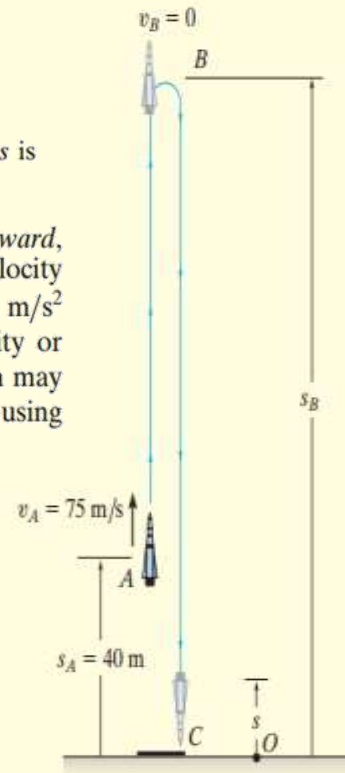 v_B = 0
B
s is
ward,
locity
m/s²
ity or
n may
using
s_B
v_A = 75 m/s
A
s_A = 40 m
s
C
O